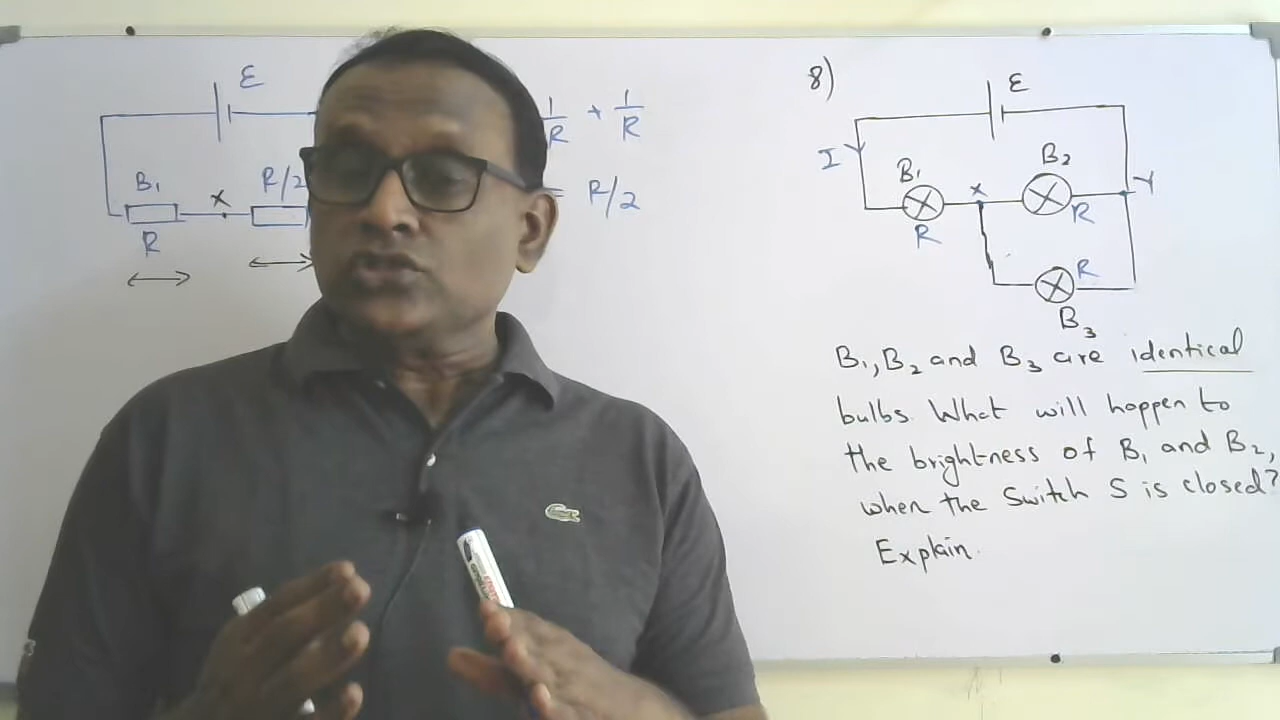 ε
B₁
X
R/2
R
1/R + 1/R
= R/2
8)
ε
I
B₁
R
X
B₂
R
Y
R
B₃
B₁, B₂ and B₃ are identical
bulbs. What will happen to
the brightness of B₁ and B₂,
when the Switch S is closed?
Explain.